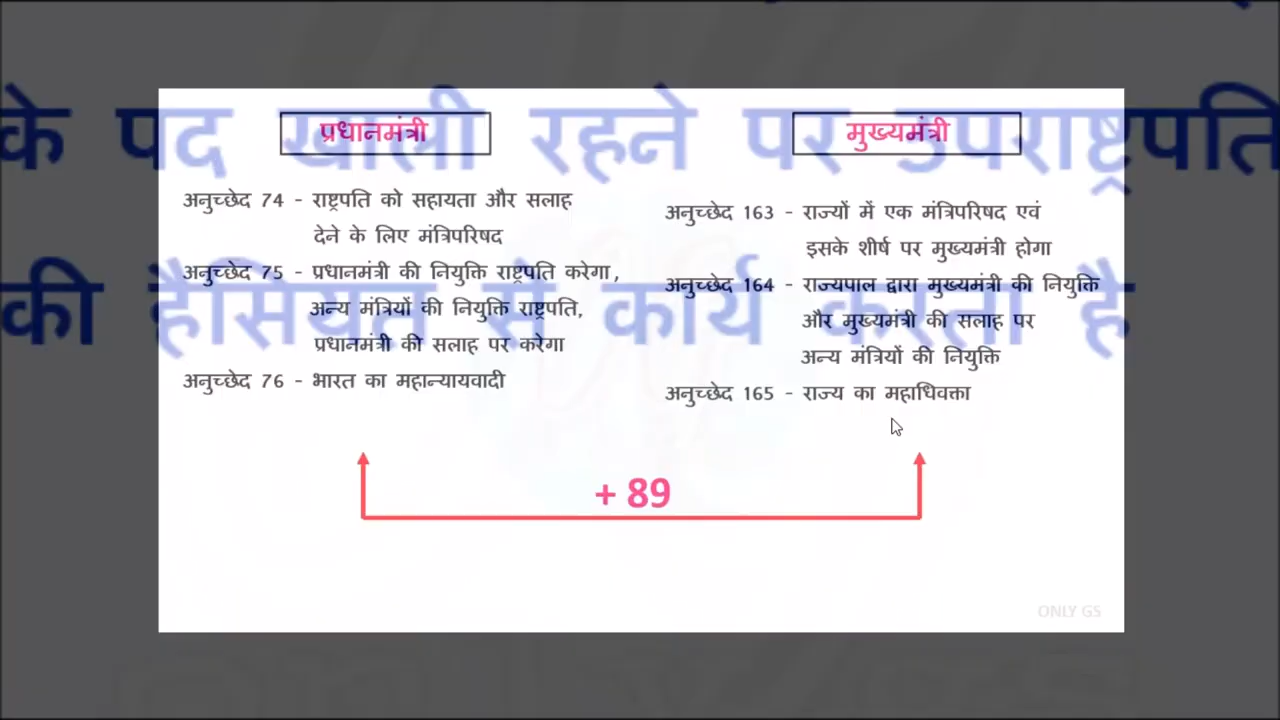 के पद खाली रहने पर उपराष्ट्रपति
की हैसियत से कार्य करता है
प्रधानमंत्री
अनुच्छेद 74 - राष्ट्रपति को सहायता और सलाह
देने के लिए मंत्रिपरिषद
अनुच्छेद 75 - प्रधानमंत्री की नियुक्ति राष्ट्रपति करेगा,
अन्य मंत्रियों की नियुक्ति राष्ट्रपति,
प्रधानमंत्री की सलाह पर करेगा
अनुच्छेद 76 - भारत का महान्यायवादी
मुख्यमंत्री
अनुच्छेद 163 - राज्यों में एक मंत्रिपरिषद एवं
इसके शीर्ष पर मुख्यमंत्री होगा
अनुच्छेद 164 - राज्यपाल द्वारा मुख्यमंत्री की नियुक्ति
और मुख्यमंत्री की सलाह पर
अन्य मंत्रियों की नियुक्ति
अनुच्छेद 165 - राज्य का महाधिवक्ता
+ 89
ONLY GS